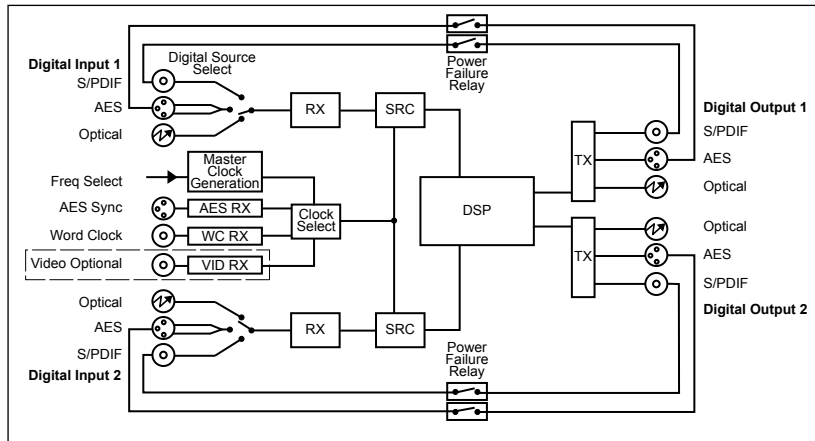 Digital Input 1
S/PDIF
AES
Optical
Digital Source
Select
RX
SRC
Power
Failure
Relay
Freq Select
Master
Clock
Generation
AES Sync
AES RX
Word Clock
WC RX
Video Optional
VID RX
Clock
Select
DSP
TX
Digital Output 1
S/PDIF
AES
Optical
TX
Optical
AES
S/PDIF
Digital Output 2
Optical
AES
S/PDIF
Digital Input 2
RX
SRC
Power
Failure
Relay